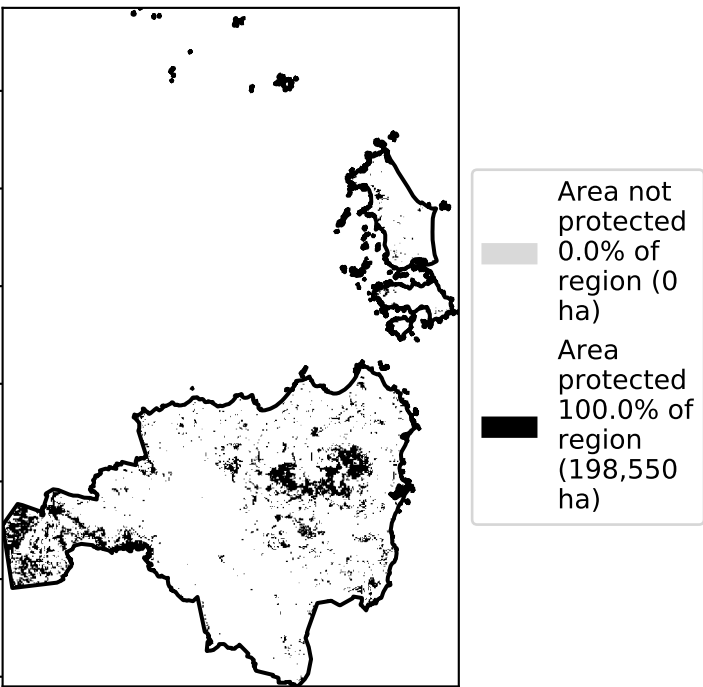 Area not
protected
0.0% of
region (0
ha)
Area
protected
100.0% of
region
(198,550
ha)